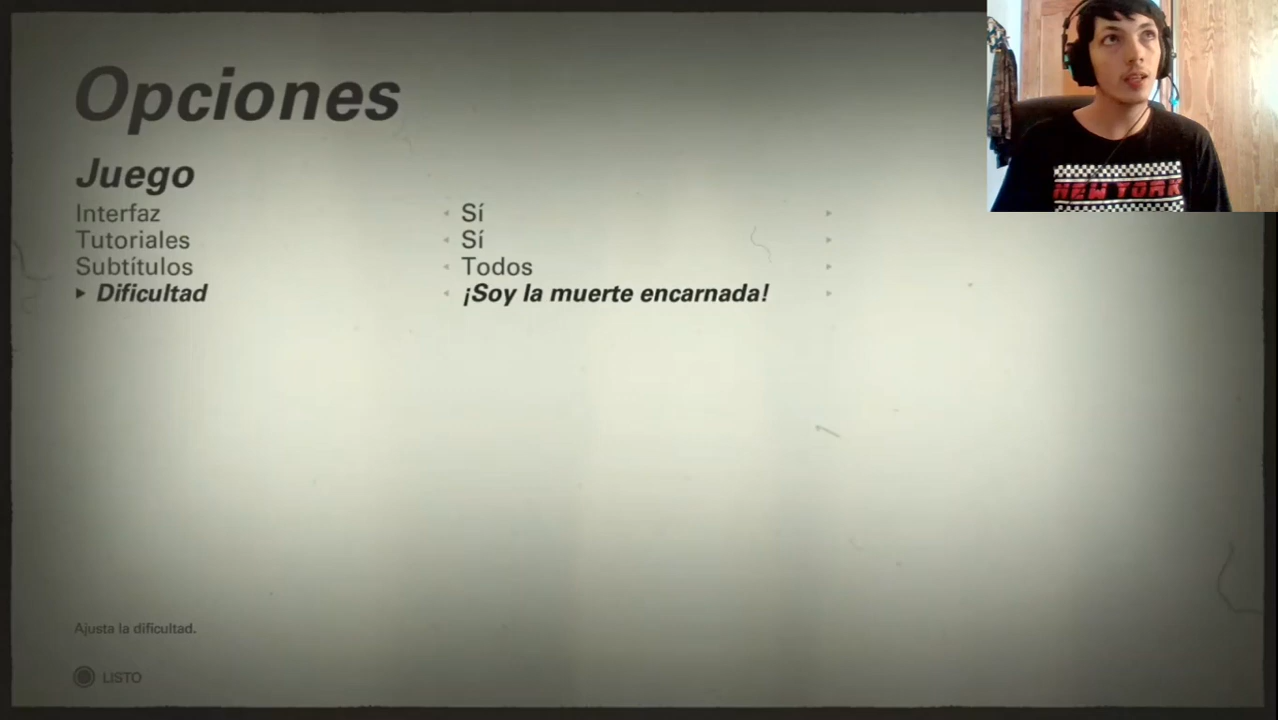 Opciones
Juego
Interfaz Sí
Tutoriales Sí
Subtítulos Todos
Dificultad ¡Soy la muerte encarnada!
Ajusta la dificultad.
LISTO
NEW YORK